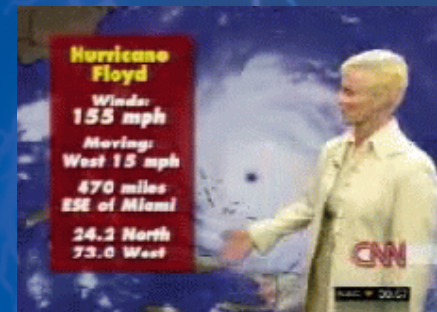 Hurricane
Floyd
Winds:
155 mph
Moving:
West 15 mph
470 miles
ESE of Miami
24.2 North
73.0 West
CNN